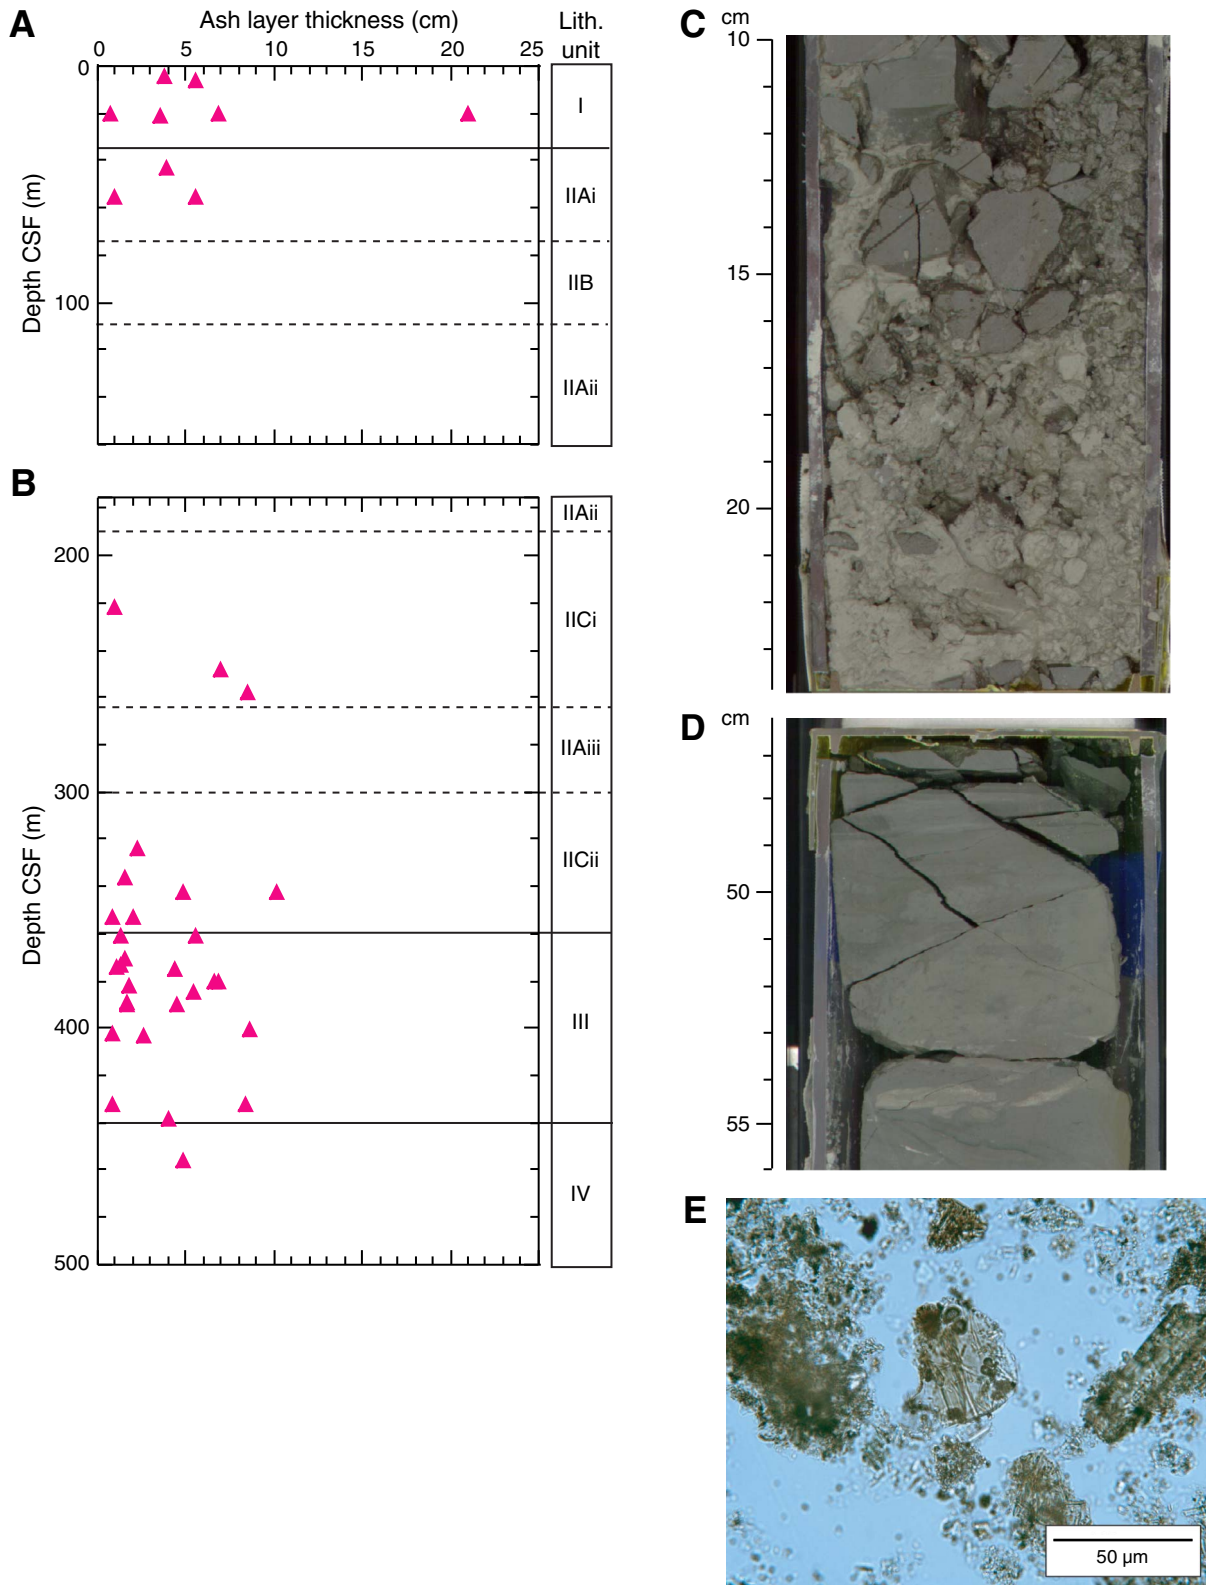 A
Ash layer thickness (cm)
Lith. unit
0 5 10 15 20 25
0
100
Depth CSF (m)
I
IIAi
IIB
IIAii
B
200
300
400
500
Depth CSF (m)
IIAii
IICi
IIAiii
IICii
III
IV
C
cm
10
15
20
D
cm
50
55
E
50 µm